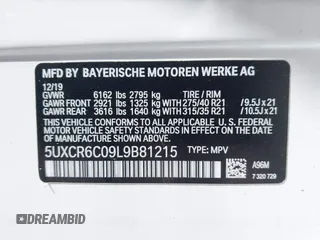 MFD BY BAYERISCHE MOTOREN WERKE AG
12/19
GVWR 6162 lbs 2795 kg TIRE / RIM
GAWR FRONT 2921 lbs 1325 kg WITH 275/40 R21 / 9.5J x 21
GAWR REAR 3616 lbs 1640 kg WITH 315/35 R21 / 10.5J x 21
THIS VEHICLE CONFORMS TO ALL APPLICABLE U.S. FEDERAL
MOTOR VEHICLE SAFETY STANDARDS IN EFFECT
ON THE DATE OF MANUFACTURE SHOWN ABOVE.
5UXCR6C09L9B81215 TYPE: MPV
A96M
7 320 729
DEALER'S CHOICE
AutoBidCar